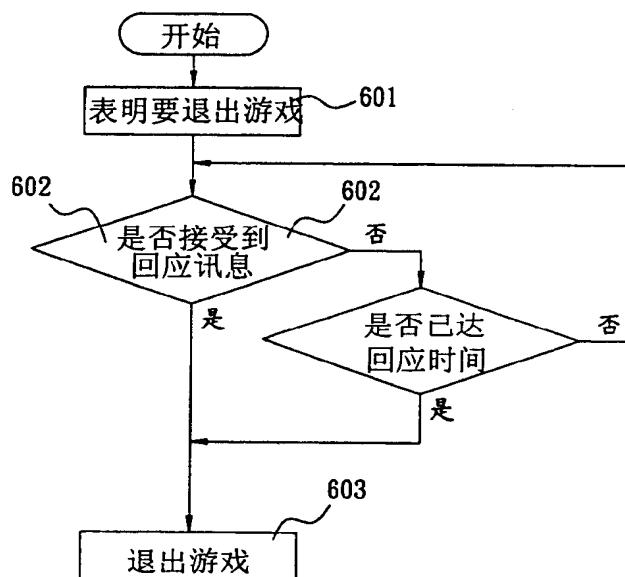 开始
表明要退出游戏
601
602
602
是否接受到
回应讯息
否
是
是否已达
回应时间
否
是
603
退出游戏